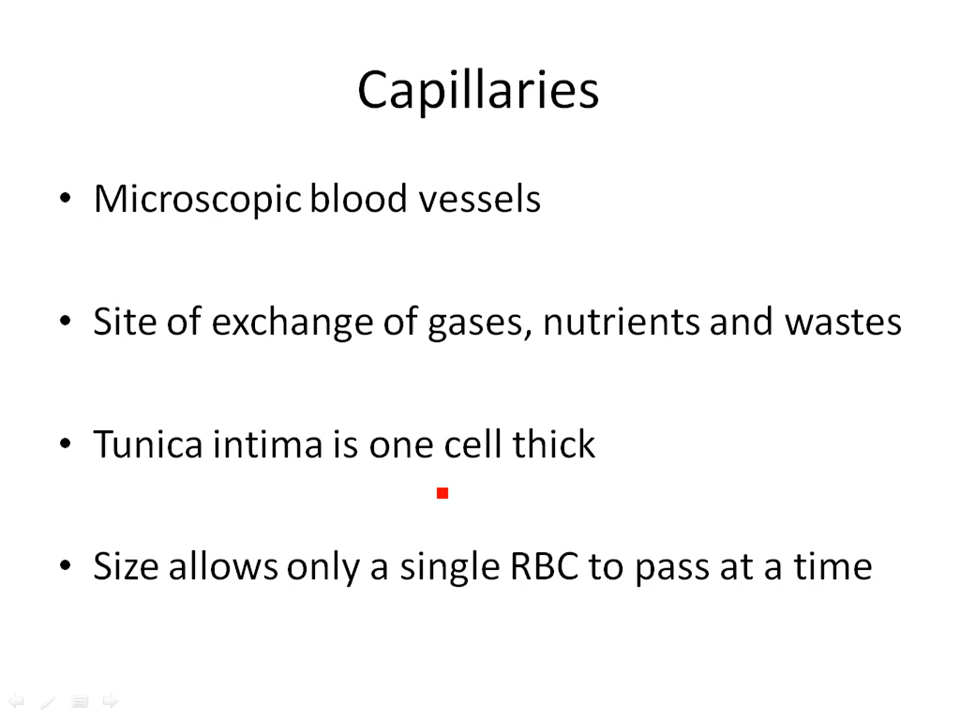 Capillaries
• Microscopic blood vessels
• Site of exchange of gases, nutrients and wastes
• Tunica intima is one cell thick
• Size allows only a single RBC to pass at a time